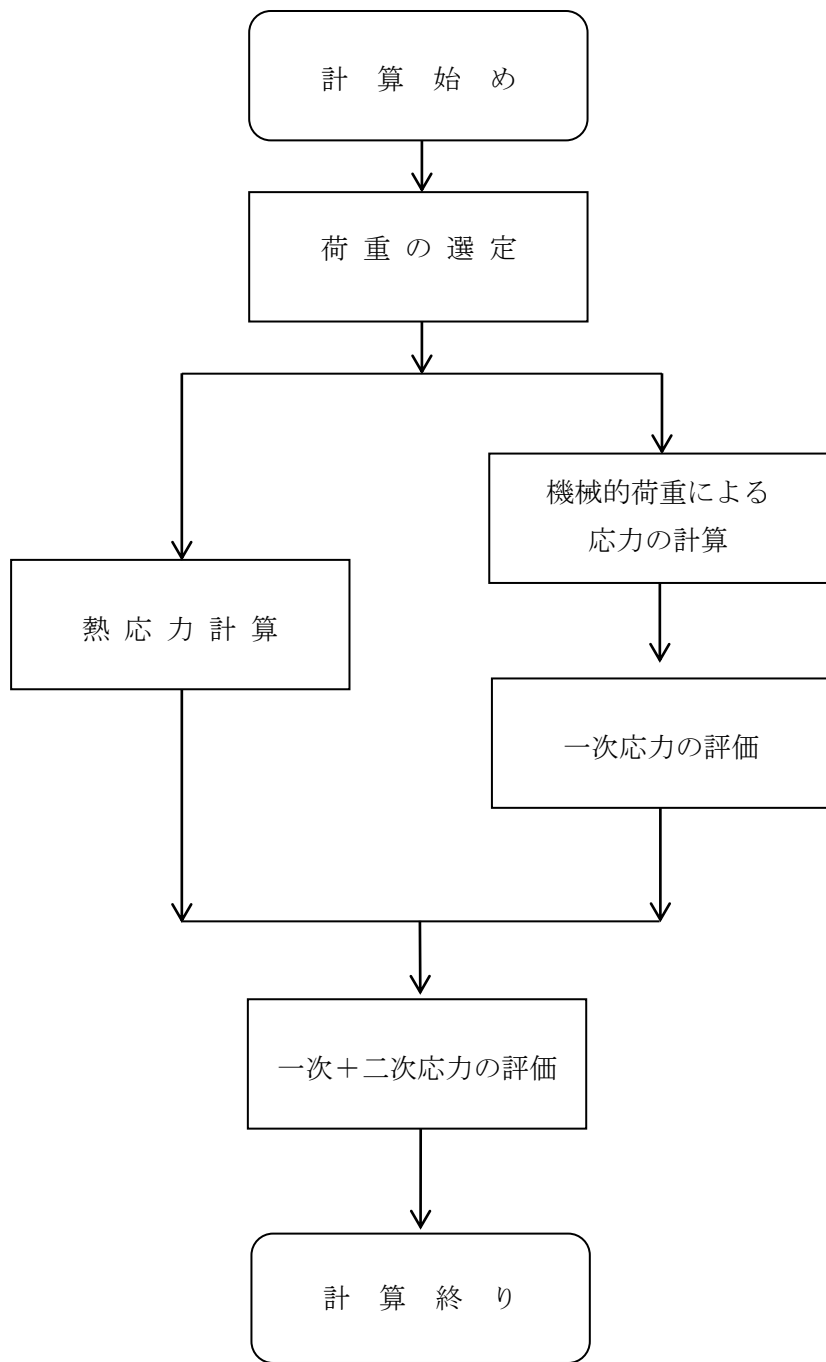 計算始め
荷重の選定
機械的荷重による
応力の計算
熱応力計算
一次応力の評価
一次＋二次応力の評価
計算終り